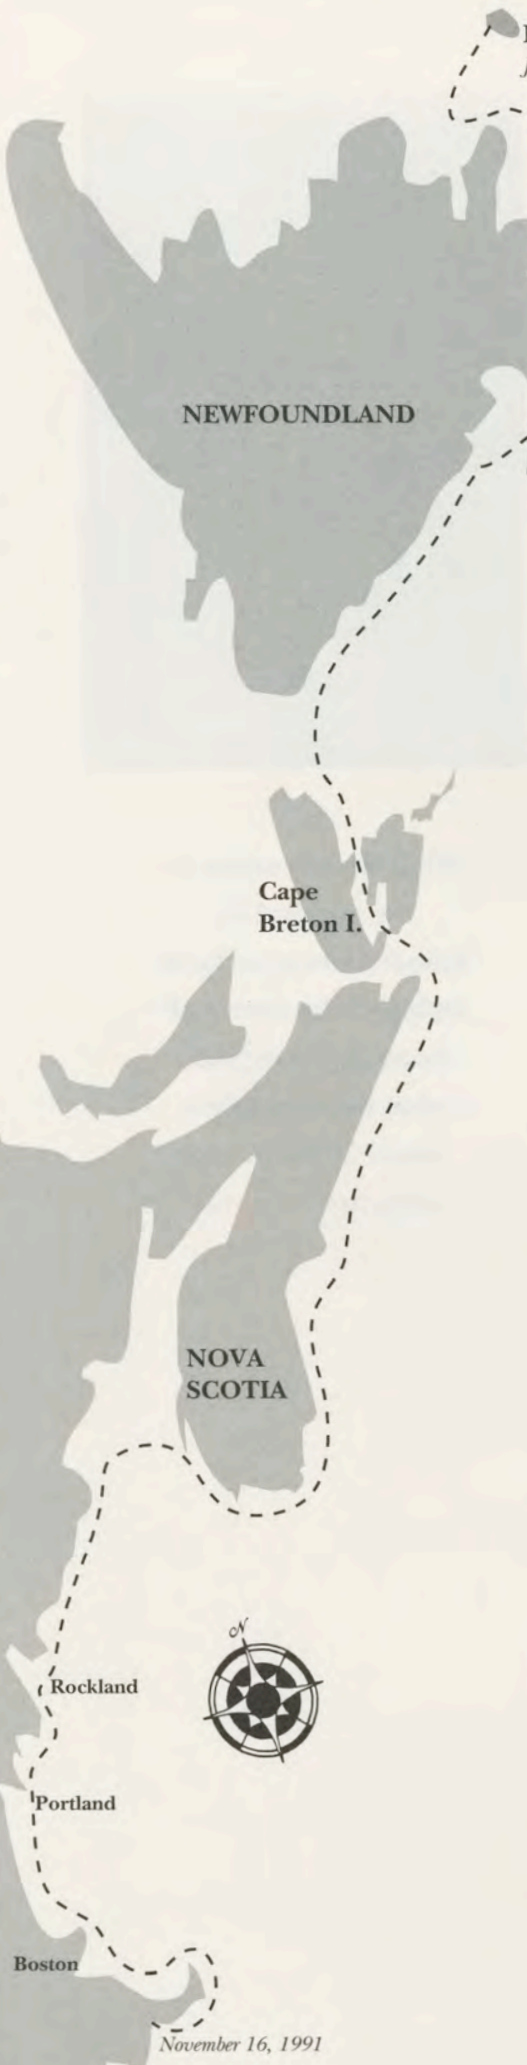 NEWFOUNDLAND
Cape
Breton I.
NOVA
SCOTIA
N
Rockland
Portland
Boston
November 16, 1991